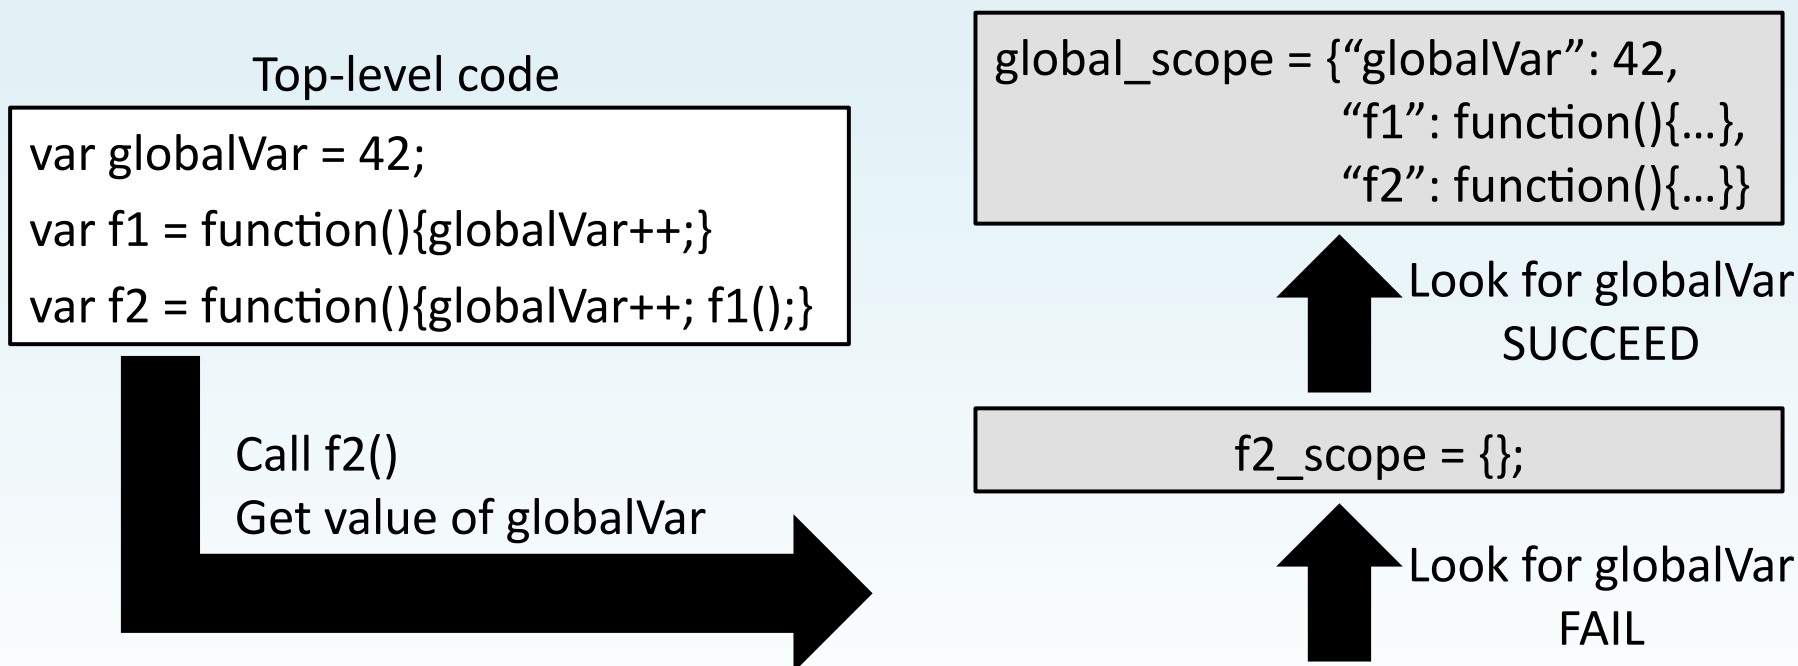 Top-level code
var globalVar = 42;
var f1 = function(){globalVar++;}
var f2 = function(){globalVar++; f1();}
Call f2()
Get value of globalVar
global_scope = {“globalVar”: 42,
“f1”: function(){…},
“f2”: function(){…}}
Look for globalVar
SUCCEED
f2_scope = {};
Look for globalVar
FAIL